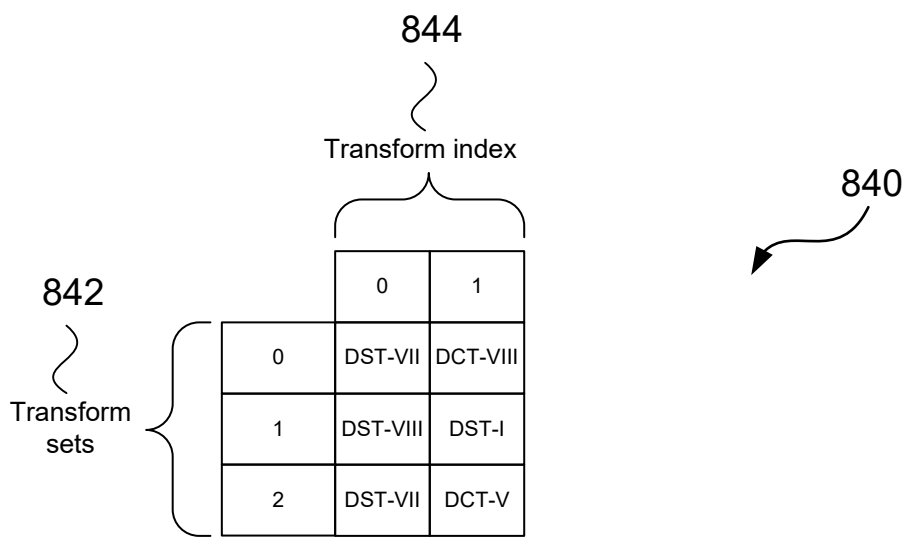 844
Transform index
840
842
Transform
sets
0 1
0 DST-VII DCT-VIII
1 DST-VIII DST-I
2 DST-VII DCT-V